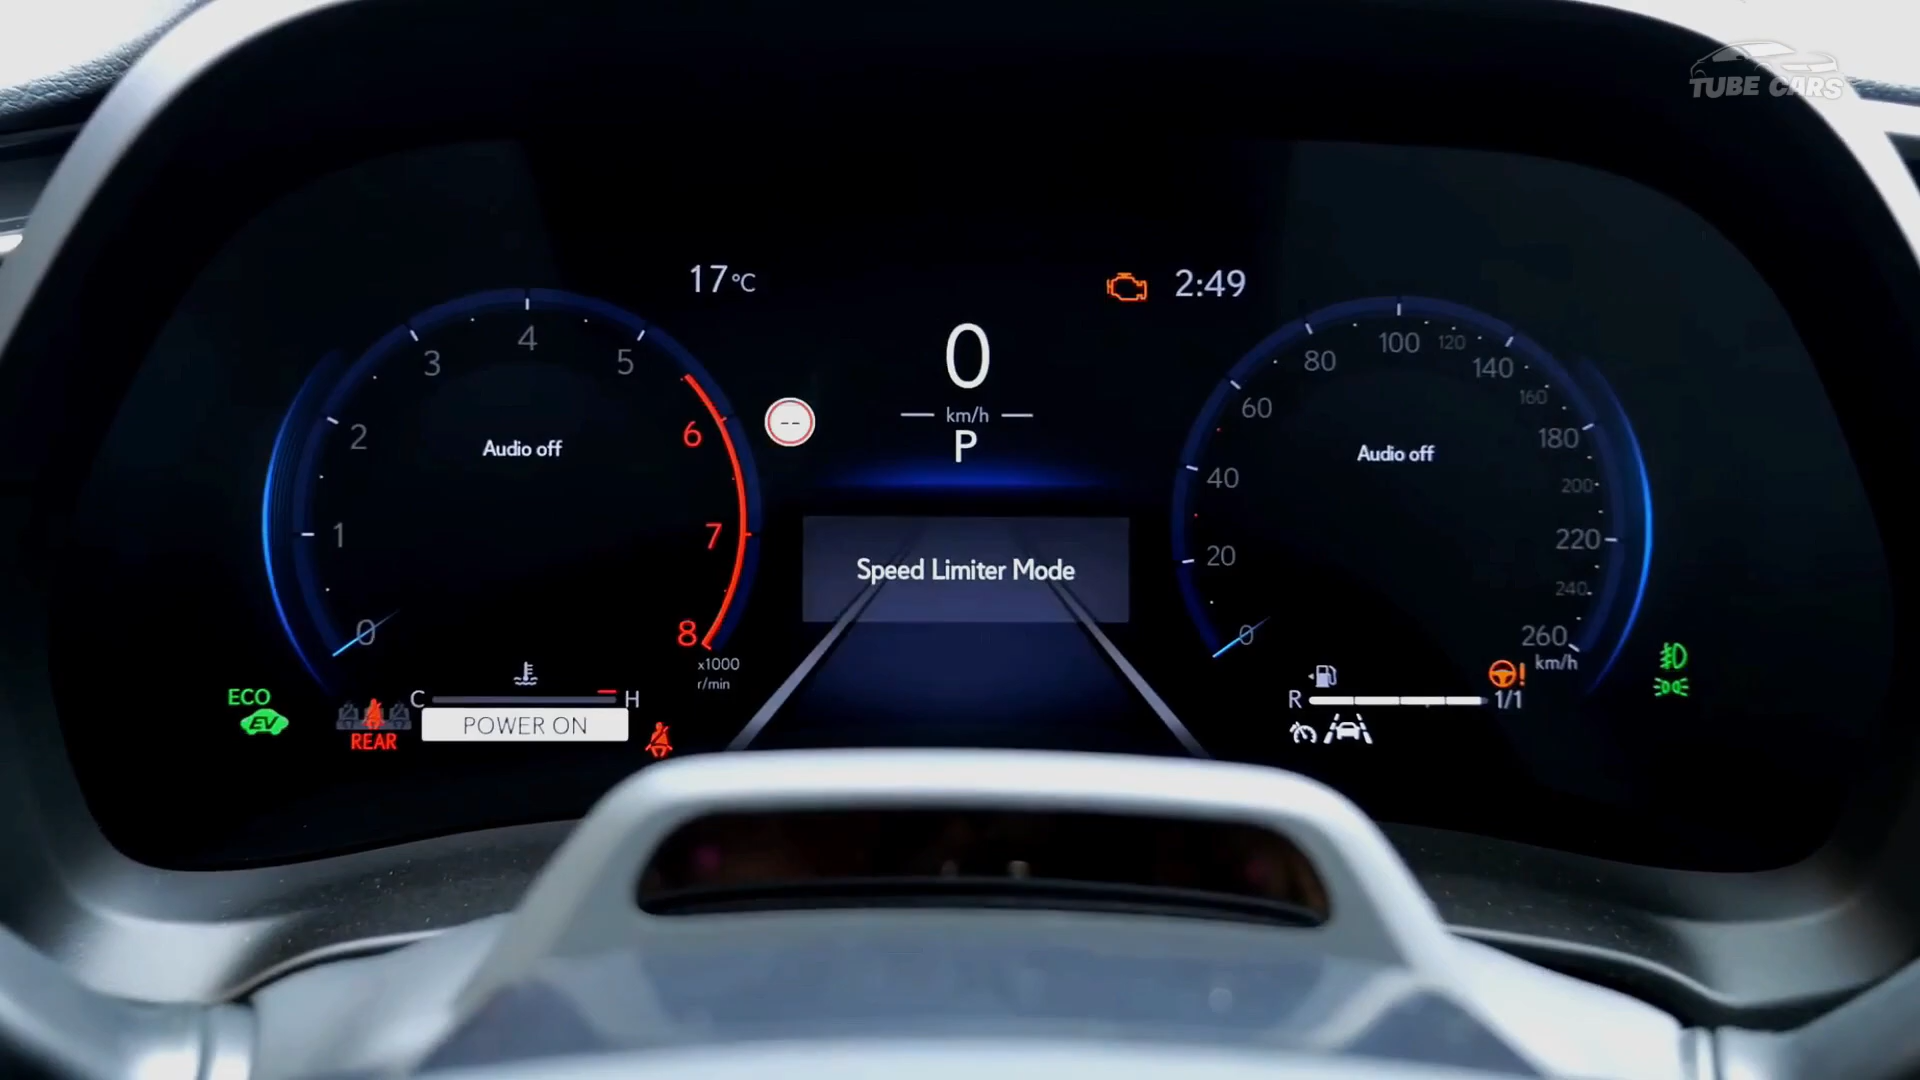 TUBE CARS
17°C
2:49
0
km/h
P
--
Speed Limiter Mode
0
1
2
3
4
5
6
7
8
x1000
r/min
Audio off
0
20
40
60
80
100
120
140
160
180
200
220
240
260
km/h
Audio off
ECO
EV
REAR
C
H
POWER ON
R
1/1